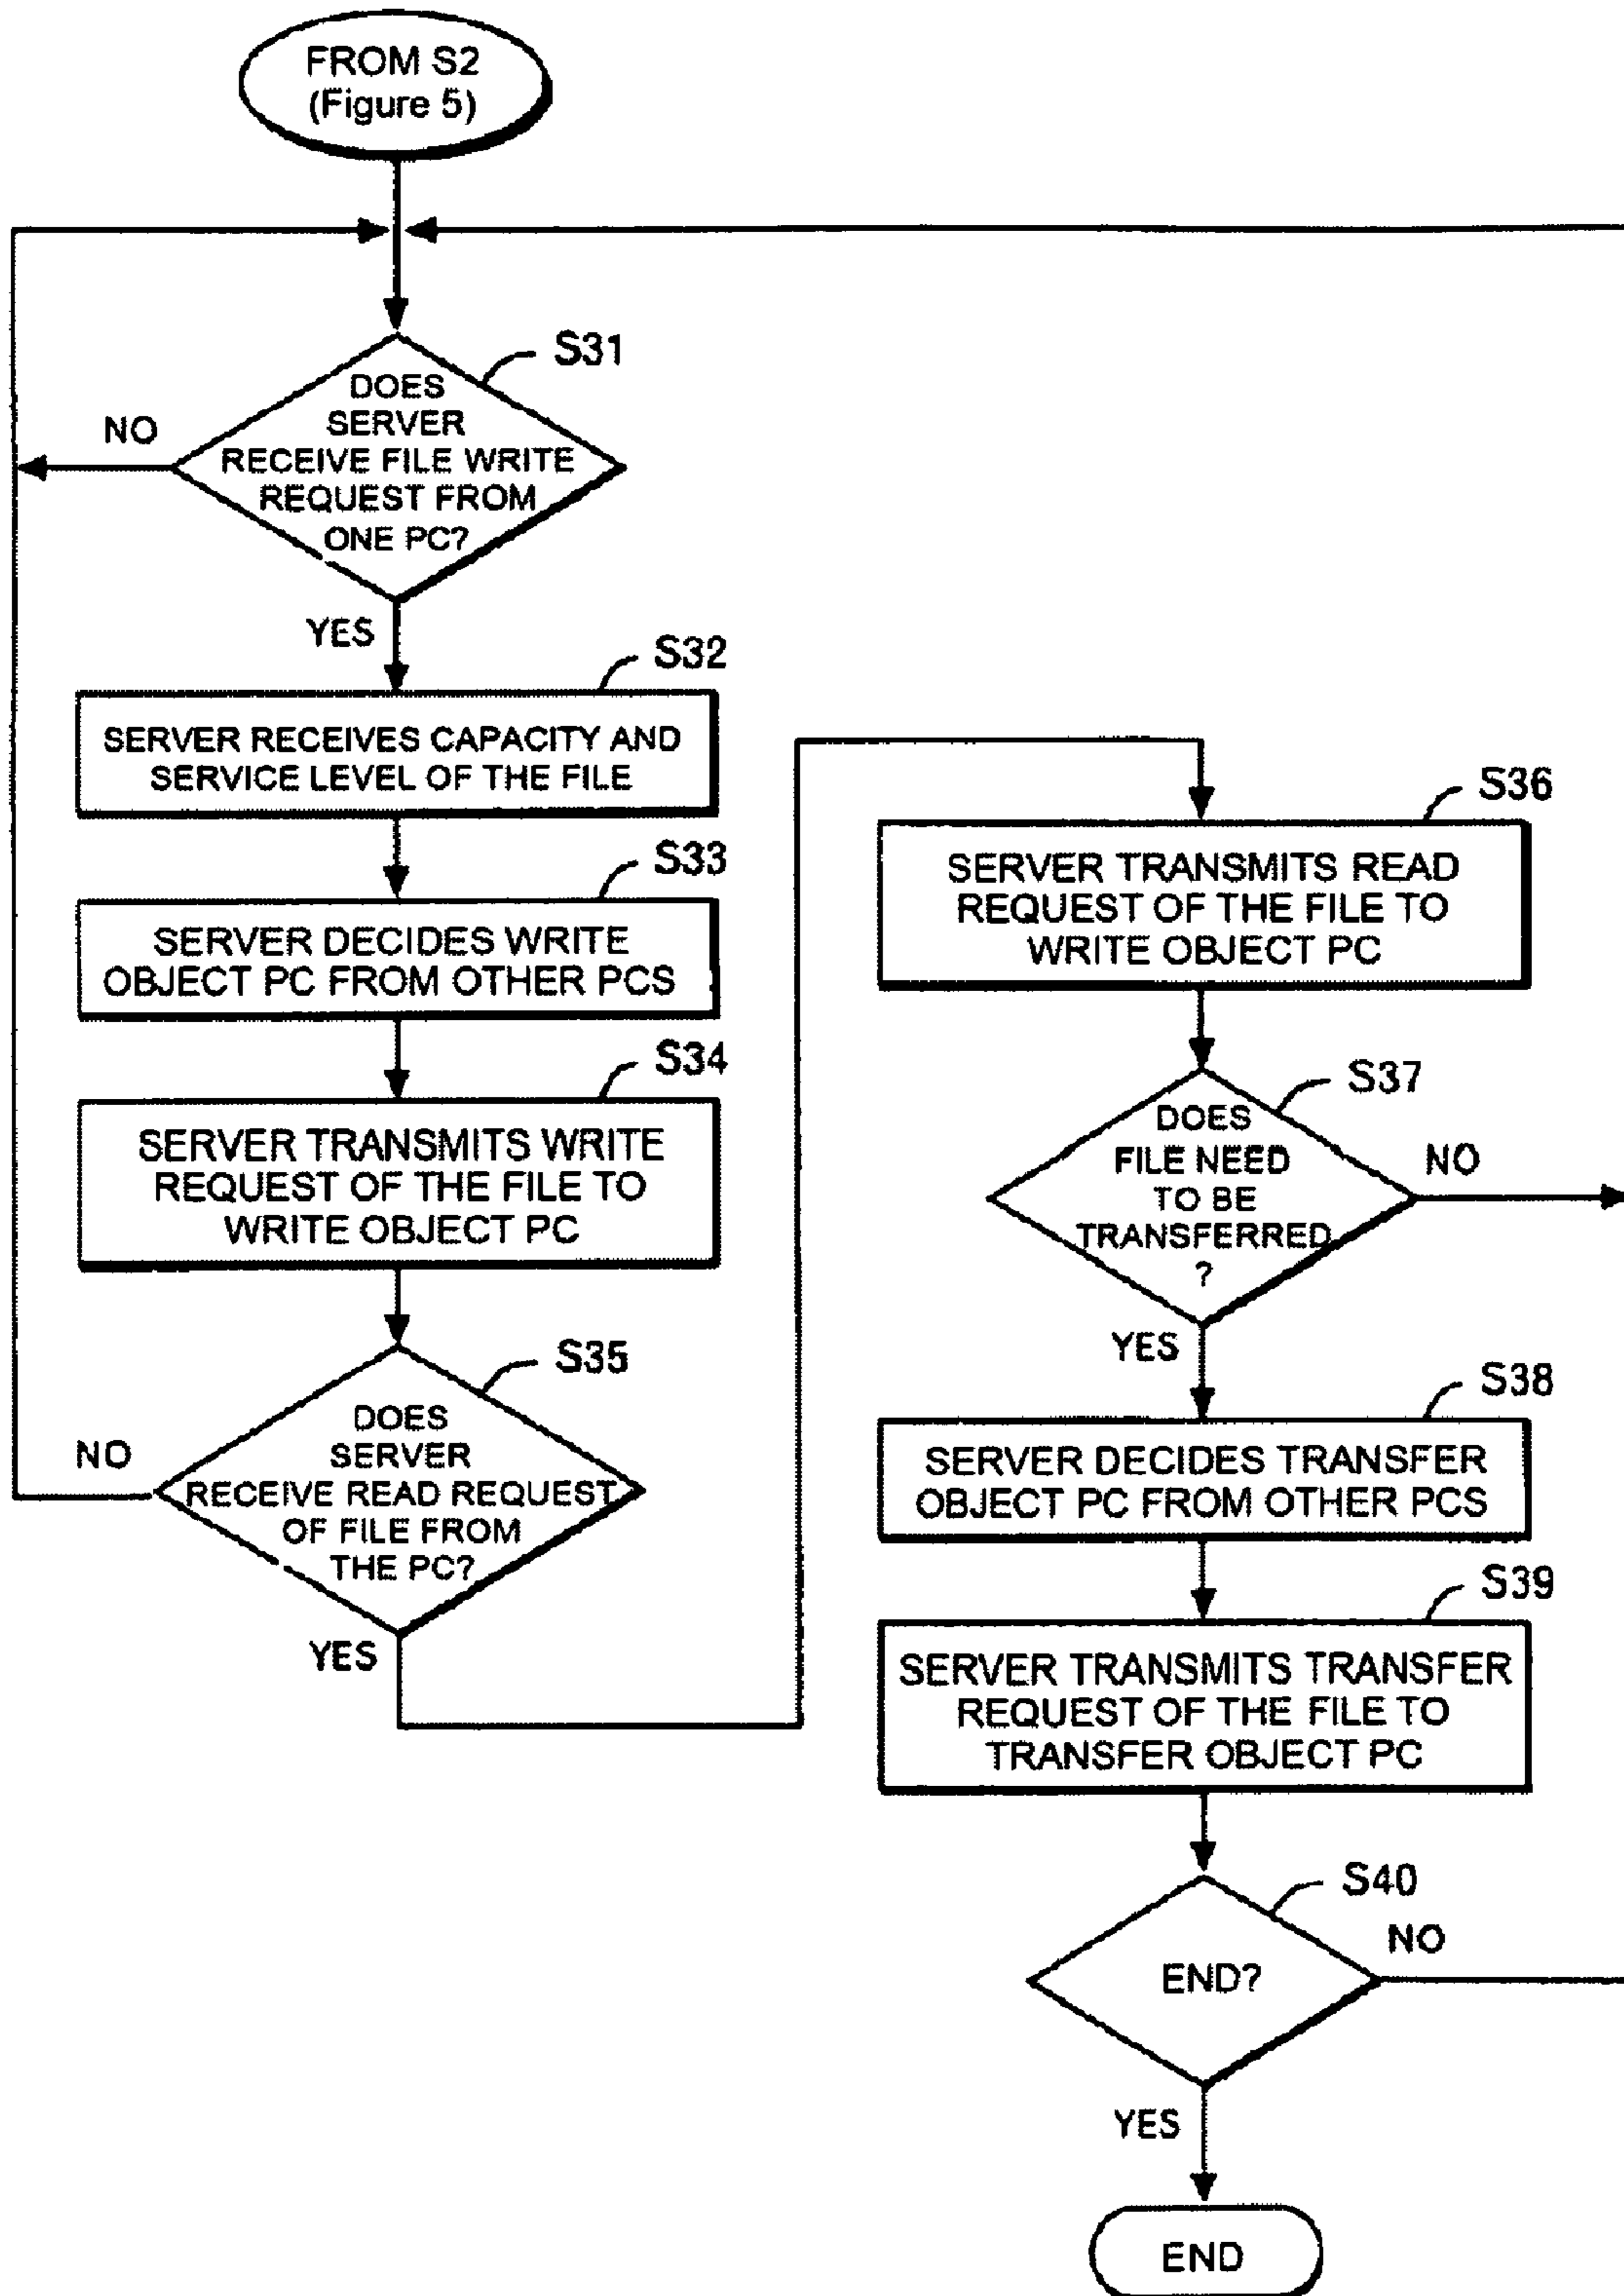 FROM S2
(Figure 5)
S31
DOES
SERVER
RECEIVE FILE WRITE
REQUEST FROM
ONE PC?
NO
YES
S32
SERVER RECEIVES CAPACITY AND
SERVICE LEVEL OF THE FILE
S33
SERVER DECIDES WRITE
OBJECT PC FROM OTHER PCS
S34
SERVER TRANSMITS WRITE
REQUEST OF THE FILE TO
WRITE OBJECT PC
S35
DOES
SERVER
RECEIVE READ REQUEST
OF FILE FROM
THE PC?
NO
YES
S36
SERVER TRANSMITS READ
REQUEST OF THE FILE TO
WRITE OBJECT PC
S37
DOES
FILE NEED
TO BE
TRANSFERRED
?
NO
YES
S38
SERVER DECIDES TRANSFER
OBJECT PC FROM OTHER PCS
S39
SERVER TRANSMITS TRANSFER
REQUEST OF THE FILE TO
TRANSFER OBJECT PC
S40
END?
NO
YES
END